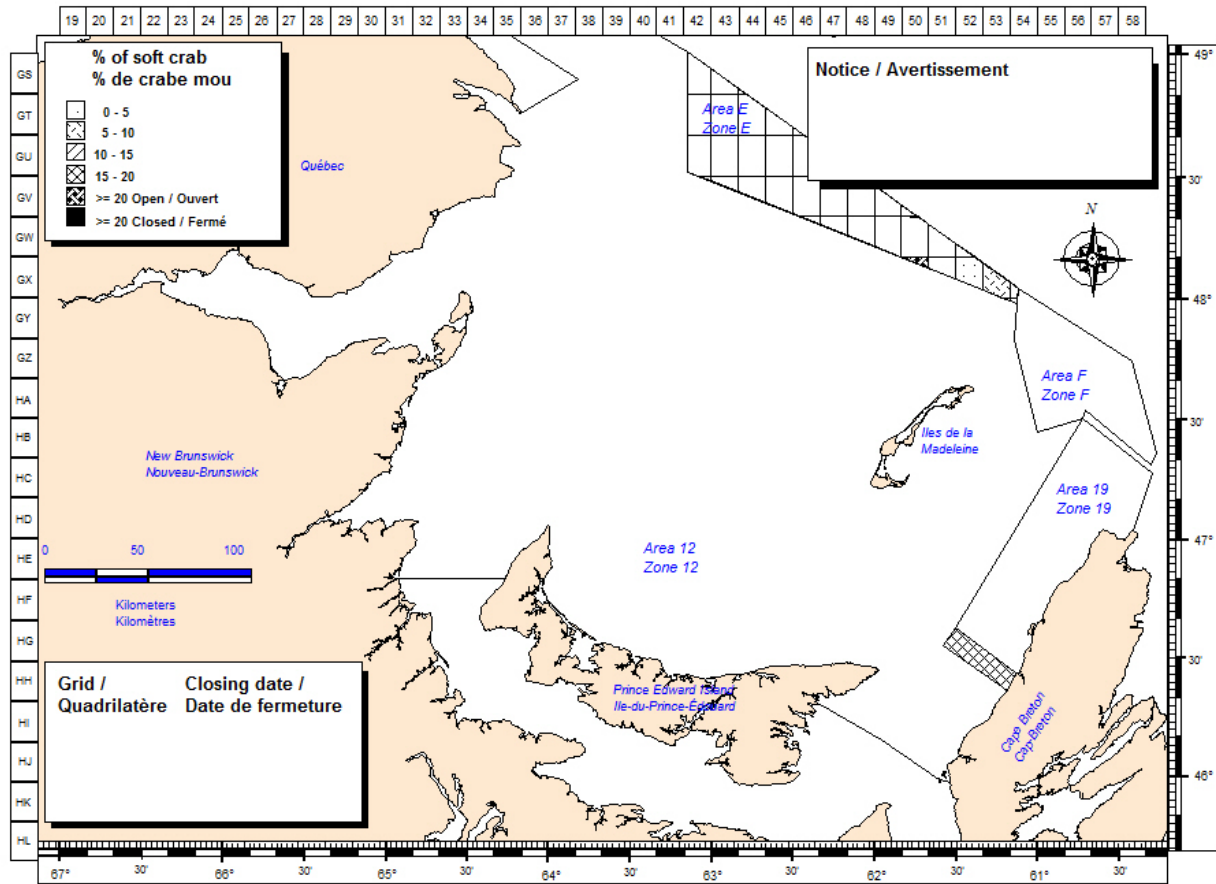 19 20 21 22 23 24 25 26 27 28 29 30 31 32 33 34 35 36 37 38 39 40 41 42 43 44 45 46 47 48 49 50 51 52 53 54 55 56 57 58
GS
GT
GU
GV
GW
GX
GY
GZ
HA
HB
HC
HD
HE
HF
HG
HH
HI
HJ
HK
HL
% of soft crab
% de crabe mou
0 - 5
5 - 10
10 - 15
15 - 20
>= 20 Open / Ouvert
>= 20 Closed / Fermé
Québec
Area E
Zone E
Notice / Avertissement
N
49°
30'
48°
30'
47°
30'
46°
Area F
Zone F
Iles de la
Madeleine
Area 19
Zone 19
New Brunswick
Nouveau-Brunswick
Area 12
Zone 12
0 50 100
Kilometers
Kilomètres
Prince Edward Island
Ile-du-Prince-Édouard
Cape Breton
Cap-Breton
Grid /
Quadrilatère
Closing date /
Date de fermeture
67° 30' 66° 30' 65° 30' 64° 30' 63° 30' 62° 30' 61° 30'